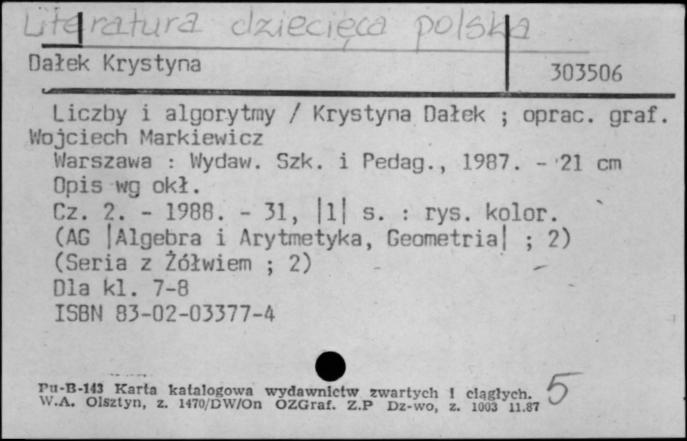 Literatura dziecięca polska
Dałek Krystyna
303506
Liczby i algorytmy / Krystyna Dałek ; oprac. graf.
Wojciech Markiewicz
Warszawa : Wydaw. Szk. i Pedag., 1987. - 21 cm
Opis wg okł.
Cz. 2. - 1988. - 31, |1| s. : rys. kolor.
(AG |Algebra i Arytmetyka, Geometria| ; 2)
(Seria z Żółwiem ; 2)
Dla kl. 7-8
ISBN 83-02-03377-4
Pu-B-143 Karta katalogowa wydawnictw zwartych i ciągłych.
W.A. Olsztyn, z. 1470/DW/On OZGraf. Z.P Dz-wo, z. 1003 11.87
5